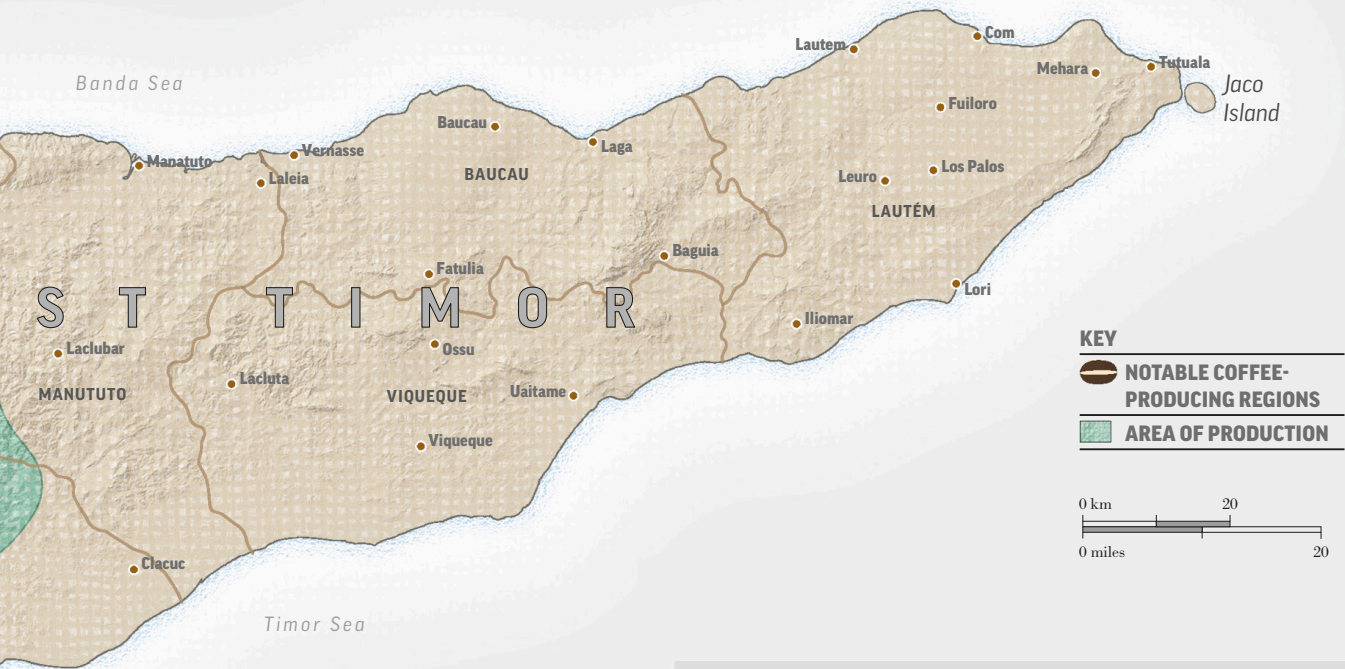 Com
Lautem
Tutuala
Mehara
Banda Sea
Jaco
Island
Fuiloro
Baucau
Laga
Vernasse
Manatuto
Los Palos
BAUCAU
Leuro
Laleia
LAUTÉM
Baguia
Fatulia
Lori
S T T I M O R
Iliomar
KEY
Laclubar
Ossu
NOTABLE COFFEE-
PRODUCING REGIONS
Lacluta
Uaitame
MANUTUTO
VIQUEQUE
AREA OF PRODUCTION
Viqueque
0 km 20
0 miles 20
Clacuc
Timor Sea